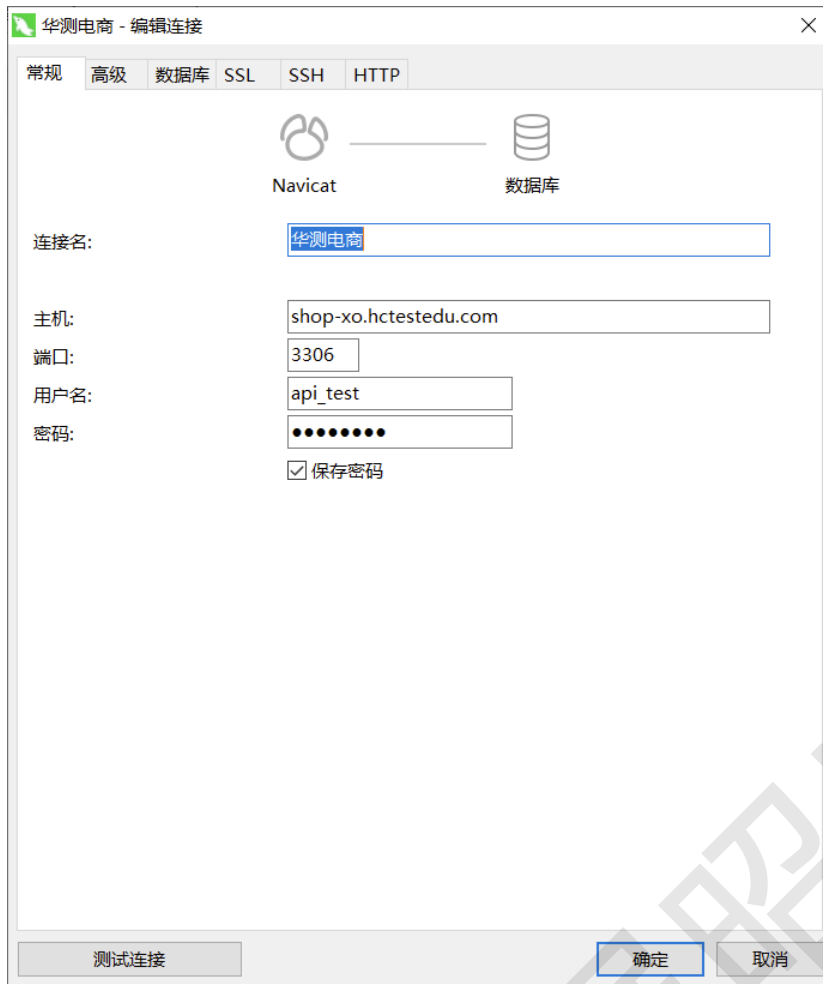 华测电商 - 编辑连接
常规 高级 数据库 SSL SSH HTTP
Navicat 数据库
连接名: 华测电商
主机: shop-xo.hctestedu.com
端口: 3306
用户名: api_test
密码: ●●●●●●●●
保存密码
测试连接 确定 取消